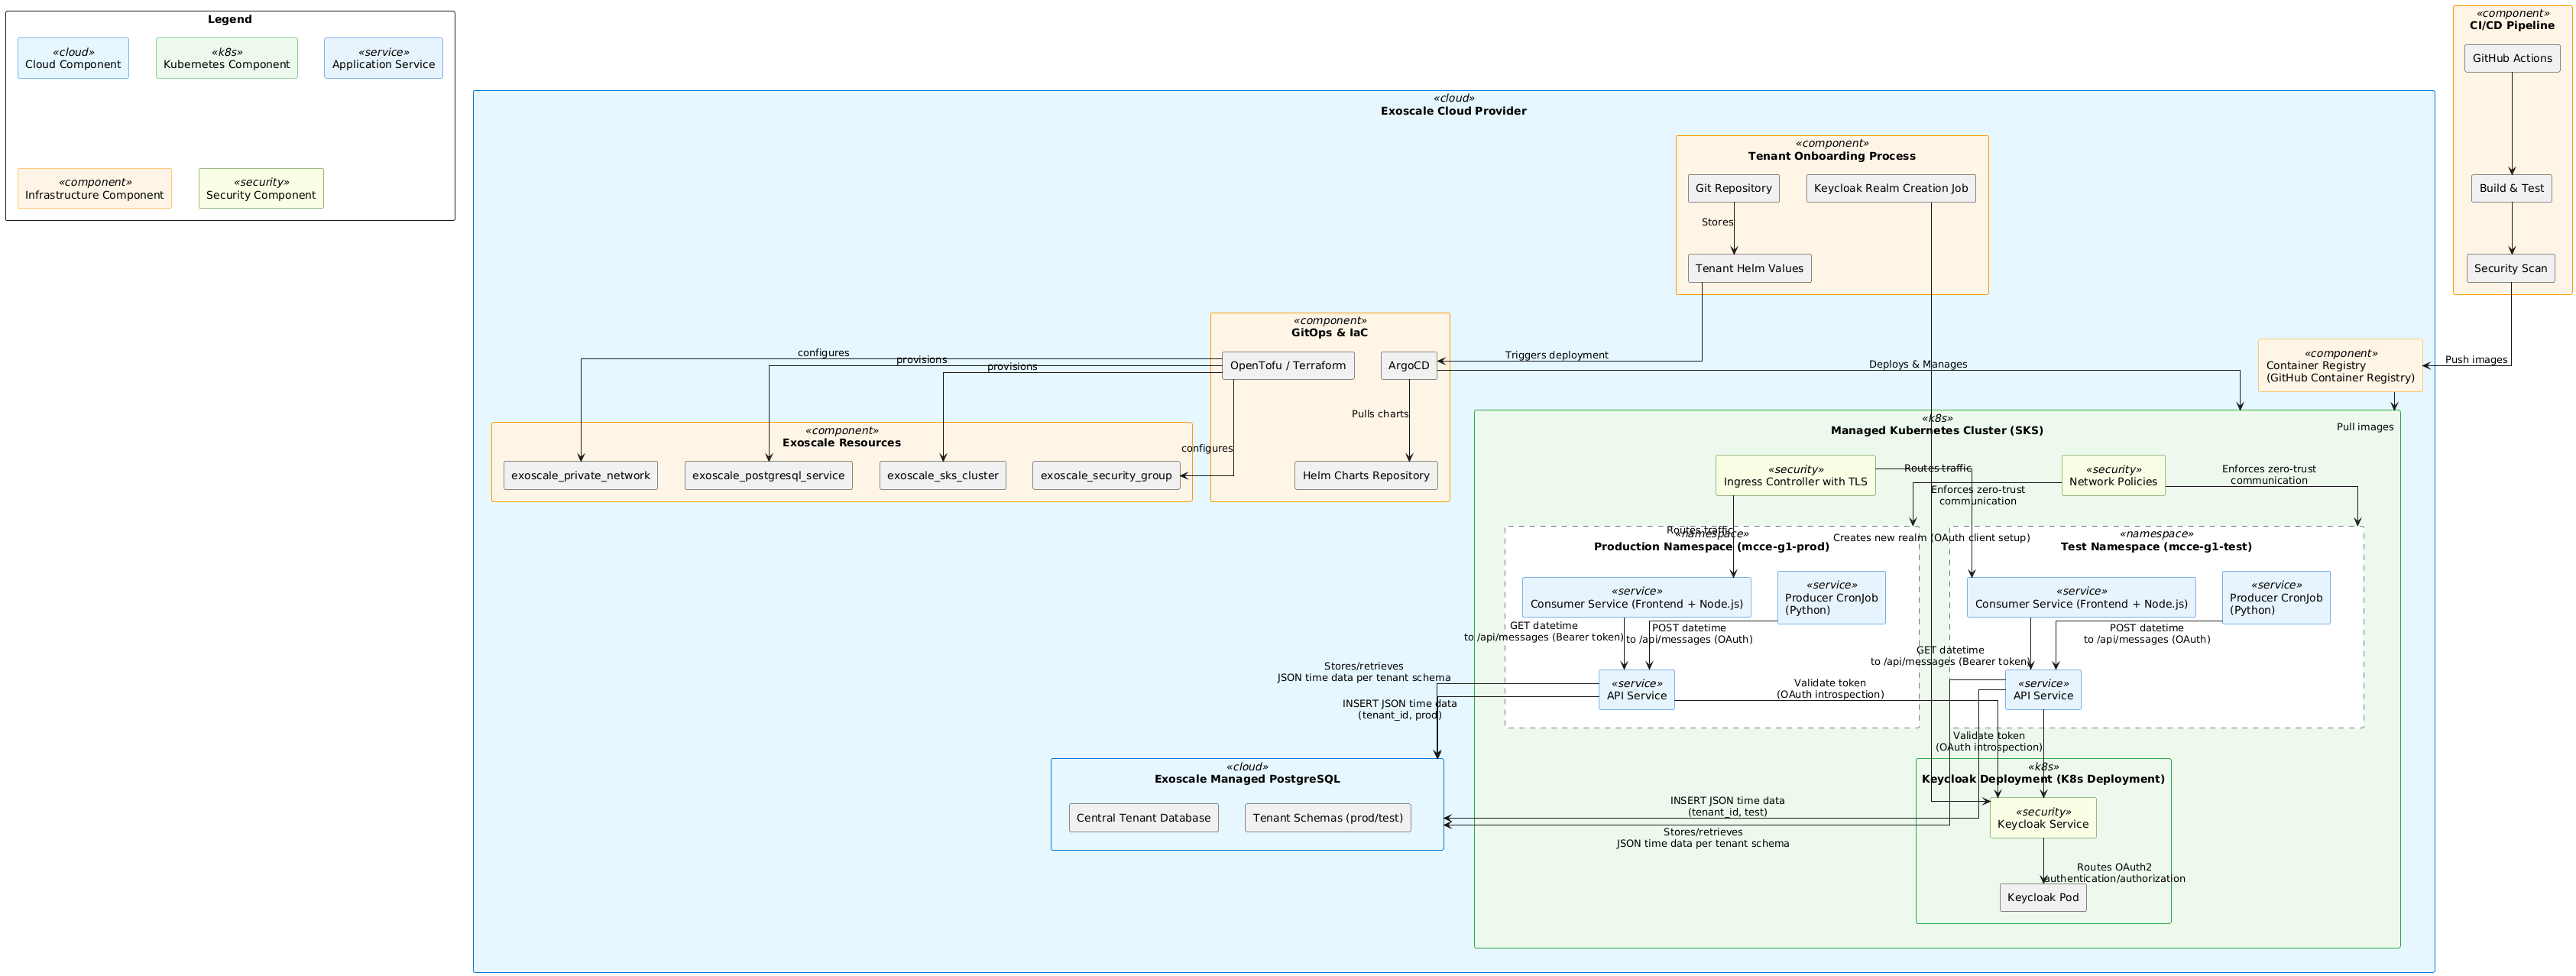 Legend
«cloud»
Cloud Component
«k8s»
Kubernetes Component
«service»
Application Service
«component»
Infrastructure Component
«security»
Security Component
«component»
CI/CD Pipeline
GitHub Actions
Build & Test
Security Scan
Push images
«cloud»
Exoscale Cloud Provider
«component»
Tenant Onboarding Process
Git Repository
Keycloak Realm Creation Job
Stores
Tenant Helm Values
Triggers deployment
«component»
GitOps & IaC
OpenTofu / Terraform
ArgoCD
Pulls charts
Helm Charts Repository
configures
provisions
provisions
configures
Deploys & Manages
«component»
Exoscale Resources
exoscale_private_network
exoscale_postgresql_service
exoscale_sks_cluster
exoscale_security_group
«component»
Container Registry
(GitHub Container Registry)
Pull images
«k8s»
Managed Kubernetes Cluster (SKS)
«security»
Ingress Controller with TLS
«security»
Network Policies
Routes traffic
Routes traffic
Enforces zero-trust
communication
Enforces zero-trust
communication
Creates new realm (OAuth client setup)
«namespace»
Production Namespace (mcce-g1-prod)
«service»
Consumer Service (Frontend + Node.js)
«service»
Producer CronJob
(Python)
GET datetime
to /api/messages (Bearer token)
POST datetime
to /api/messages (OAuth)
«service»
API Service
«namespace»
Test Namespace (mcce-g1-test)
«service»
Consumer Service (Frontend + Node.js)
«service»
Producer CronJob
(Python)
GET datetime
to /api/messages (Bearer token)
POST datetime
to /api/messages (OAuth)
«service»
API Service
Validate token
(OAuth introspection)
Validate token
(OAuth introspection)
Stores/retrieves
JSON time data per tenant schema
INSERT JSON time data
(tenant_id, prod)
«cloud»
Exoscale Managed PostgreSQL
Central Tenant Database
Tenant Schemas (prod/test)
INSERT JSON time data
(tenant_id, test)
Stores/retrieves
JSON time data per tenant schema
«k8s»
Keycloak Deployment (K8s Deployment)
«security»
Keycloak Service
Routes OAuth2
authentication/authorization
Keycloak Pod